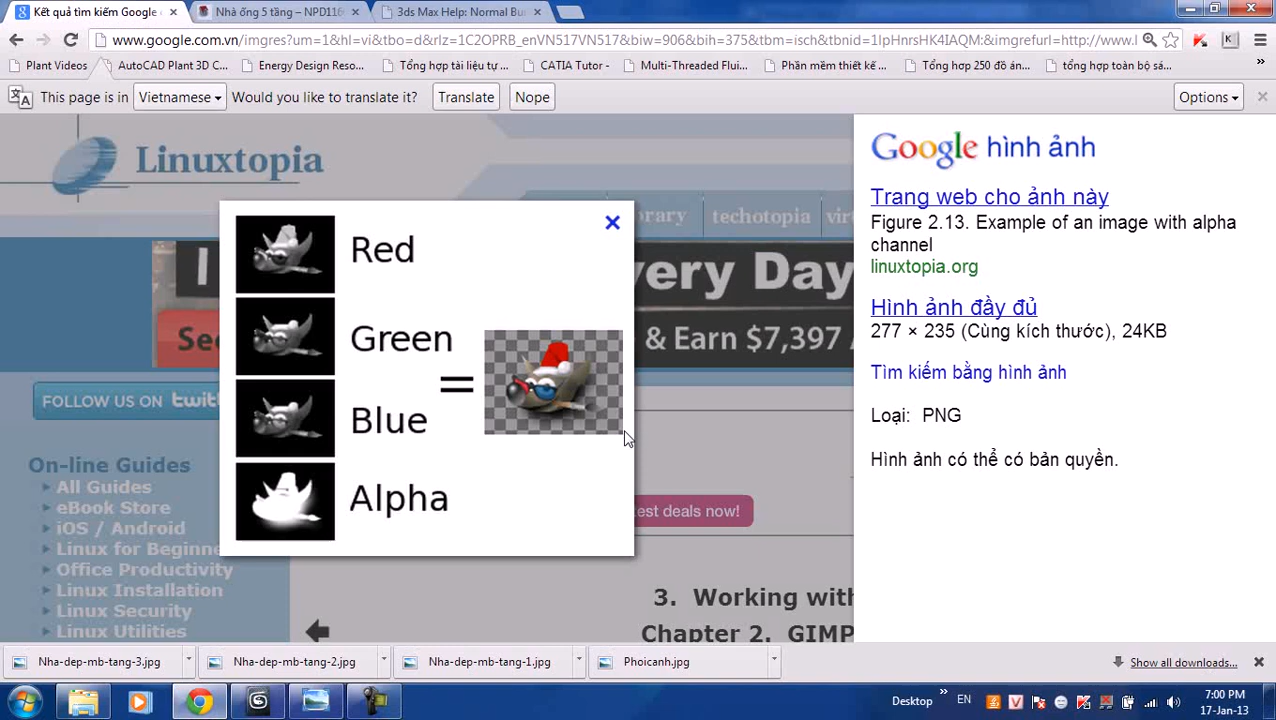 Kết quả tìm kiếm Google
Nhà ống 5 tầng – NPD116
3ds Max Help: Normal Bu
www.google.com.vn/imgres?um=1&hl=vi&tbo=d&rlz=1C2OPRB_enVN517VN517&biw=906&bih=375&tbm=isch&tbnid=1IpHnrsHK4IAQM:&imgrefurl=http://www.l
Plant Videos
AutoCAD Plant 3D C...
Energy Design Reso...
Tổng hợp tài liệu tự ...
CATIA Tutor -
Multi-Threaded Flui...
Phần mềm thiết kế ...
Tổng hợp 250 đồ án...
tổng hợp toàn bộ sá...
»
This page is in Vietnamese Would you like to translate it? Translate Nope Options
Linuxtopia
brary
techotopia
virt
very Day
& Earn $7,397
FOLLOW US ON
test deals now!
On-line Guides
All Guides
eBook Store
iOS / Android
Linux for Beginne
Office Productivity
Linux Installation
Linux Security
Linux Utilities
3. Working with
Chapter 2. GIMP
Red
Green
=
Blue
Alpha
Google hình ảnh
Trang web cho ảnh này
Figure 2.13. Example of an image with alpha
channel
linuxtopia.org
Hình ảnh đầy đủ
277 × 235 (Cùng kích thước), 24KB
Tìm kiếm bằng hình ảnh
Loại: PNG
Hình ảnh có thể có bản quyền.
Nha-dep-mb-tang-3.jpg
Nha-dep-mb-tang-2.jpg
Nha-dep-mb-tang-1.jpg
Phoicanh.jpg
Show all downloads...
Desktop
»
EN
7:00 PM
17-Jan-13